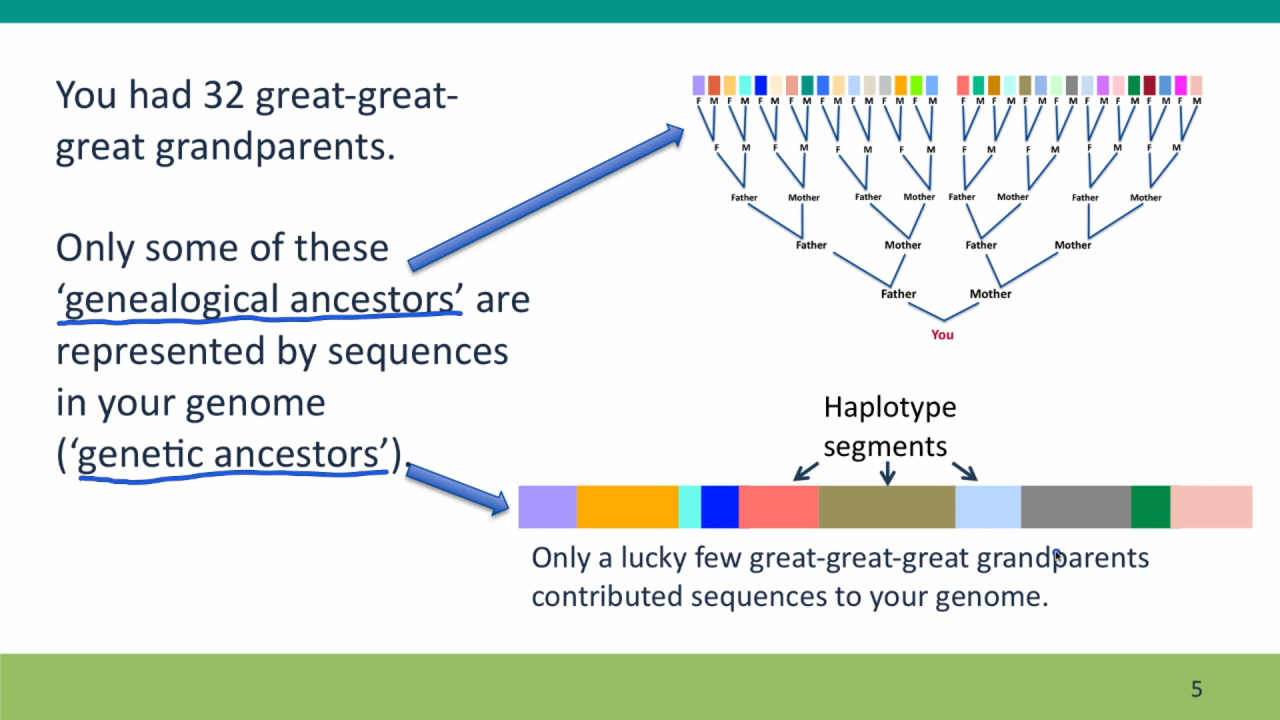 You had 32 great-great-
great grandparents.
Only some of these
‘genealogical ancestors’ are
represented by sequences
in your genome
(‘genetic ancestors’).
F M F M F M F M F M F M F M F M F M F M F M F M F M F M F M F M
F M F M F M F M F M F M F M F M
Father Mother Father Mother Father Mother Father Mother
Father Mother Father Mother
Father Mother
You
Haplotype
segments
Only a lucky few great-great-great grandparents
contributed sequences to your genome.
5